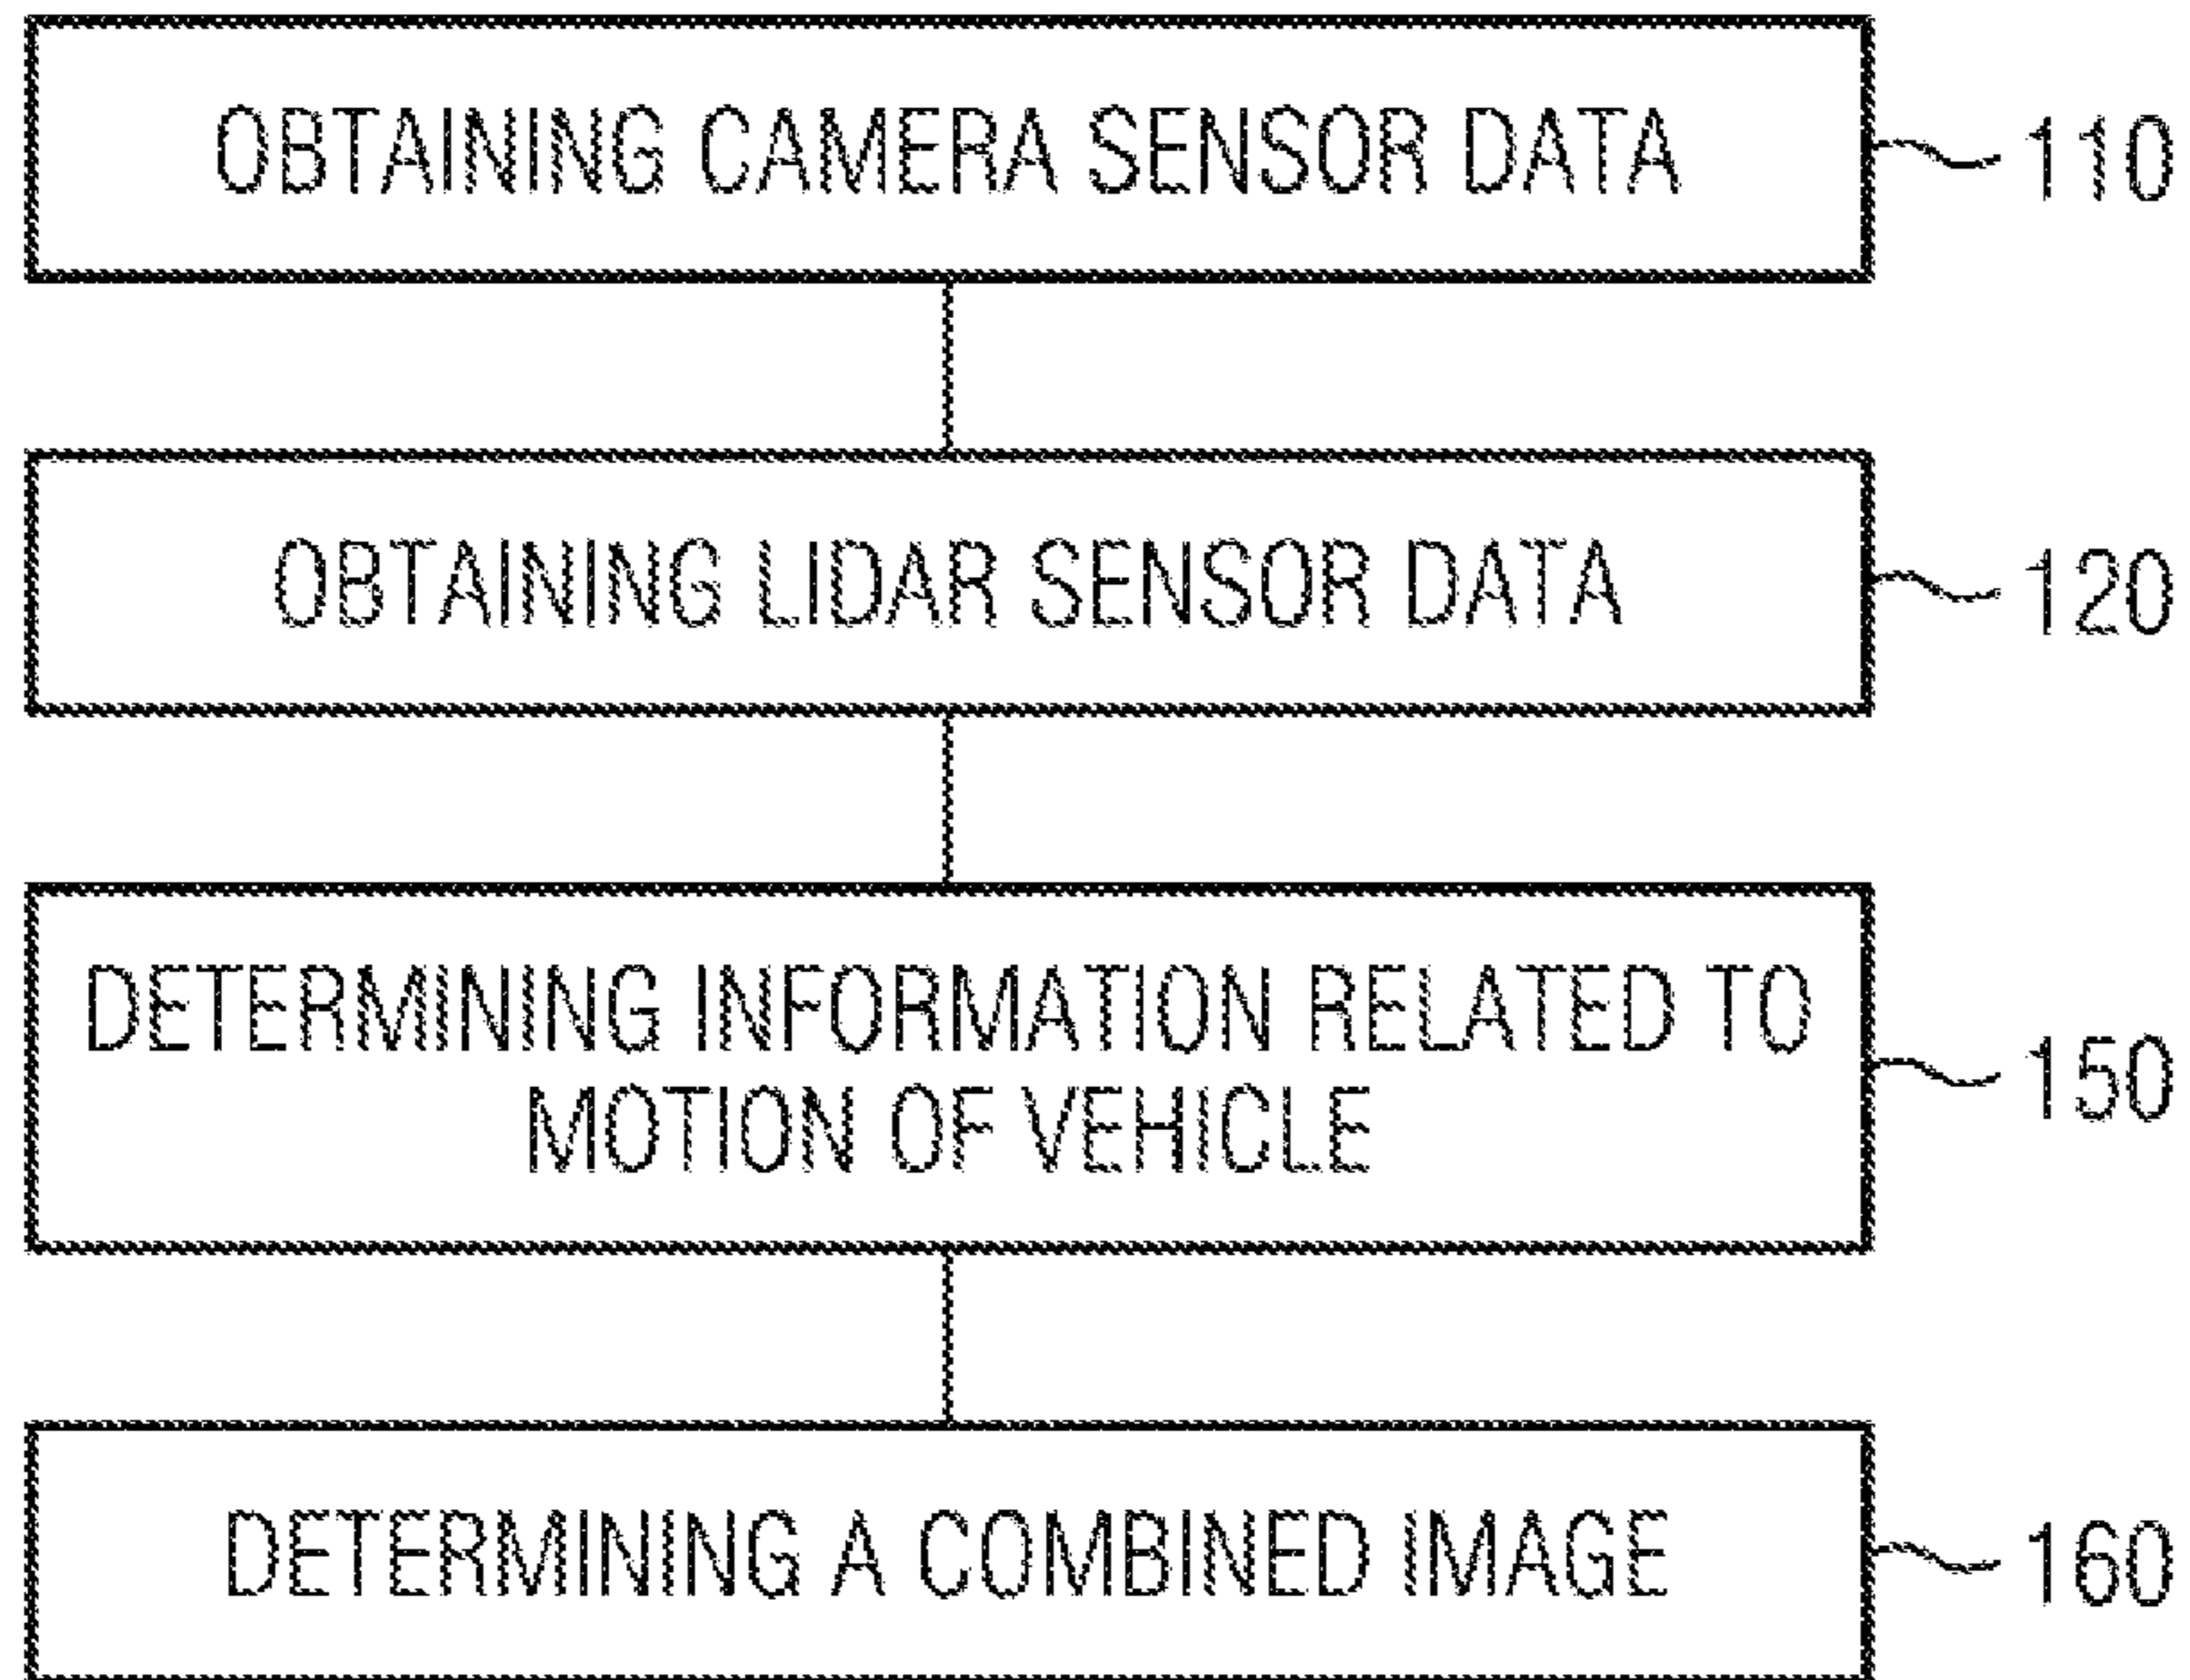 OBTAINING CAMERA SENSOR DATA
110
OBTAINING LIDAR SENSOR DATA
120
DETERMINING INFORMATION RELATED TO
MOTION OF VEHICLE
150
DETERMINING A COMBINED IMAGE
160